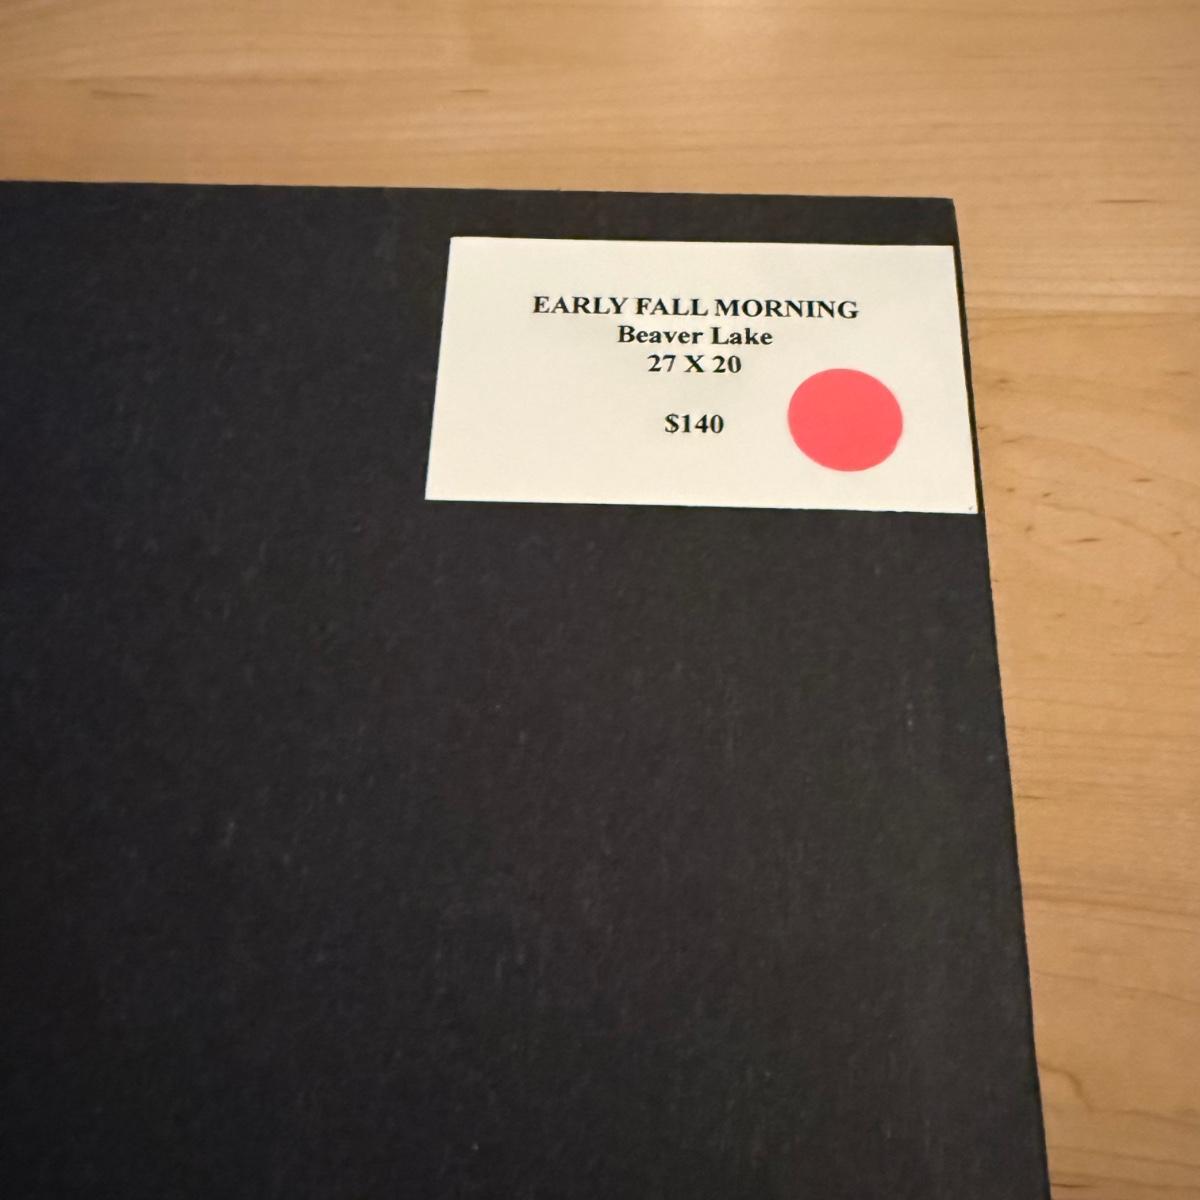 EARLY FALL MORNING
Beaver Lake
27 X 20
$140